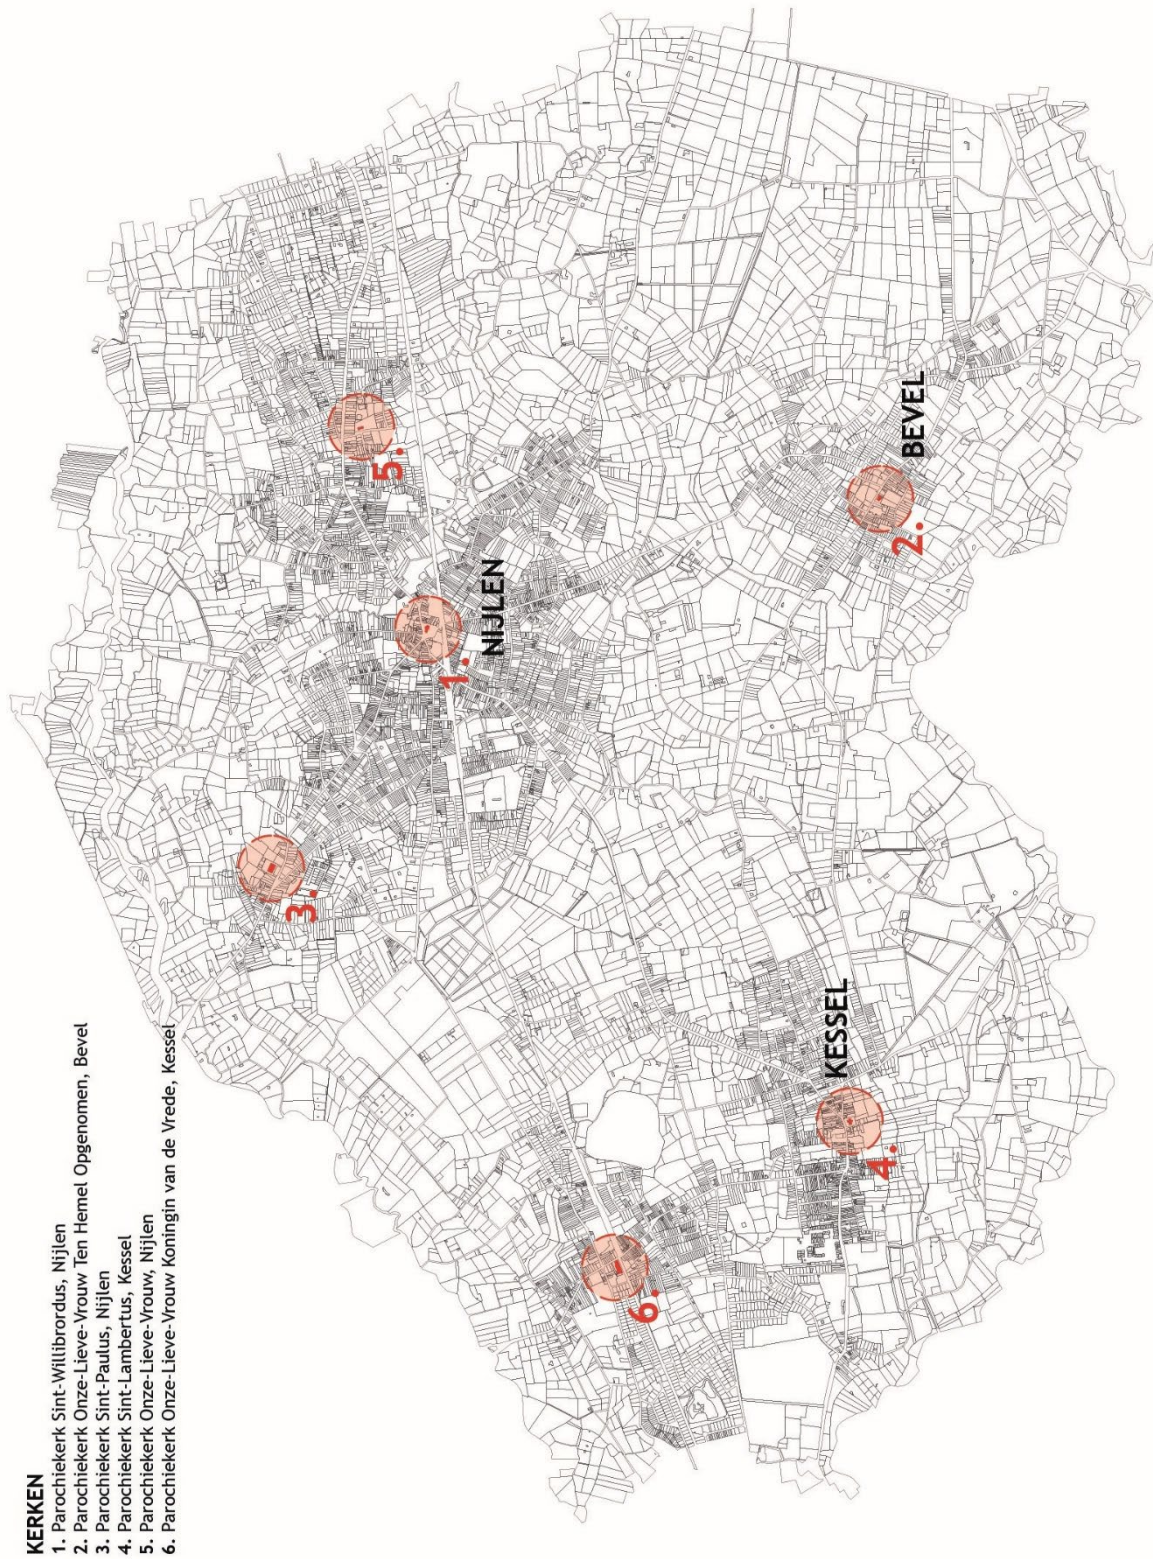 KERKEN
1. Parochiekerk Sint-Willibrordus, Nijlen
2. Parochiekerk Onze-Lieve-Vrouw Ten Hemel Opgenomen, Bevel
3. Parochiekerk Sint-Paulus, Nijlen
4. Parochiekerk Sint-Lambertus, Kessel
5. Parochiekerk Onze-Lieve-Vrouw, Nijlen
6. Parochiekerk Onze-Lieve-Vrouw Koningin van de Vrede, Kessel
3.
5.
1.
NIJLEN
6.
4.
KESSEL
2.
BEVEL